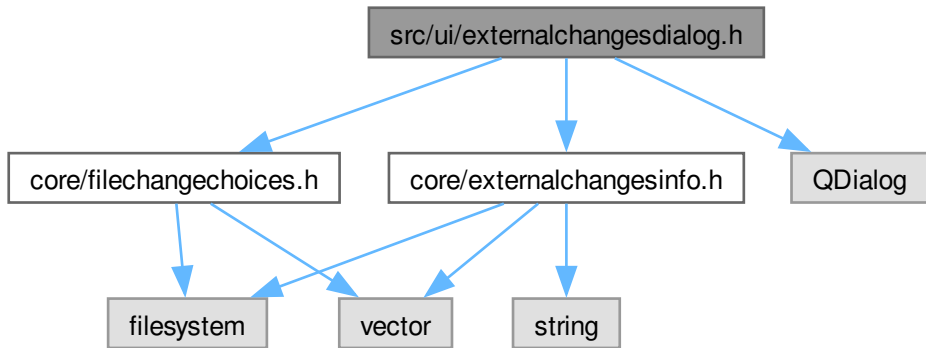 src/ui/externalchangesdialog.h
core/filechangechoices.h
core/externalchangesinfo.h
QDialog
filesystem
vector
string